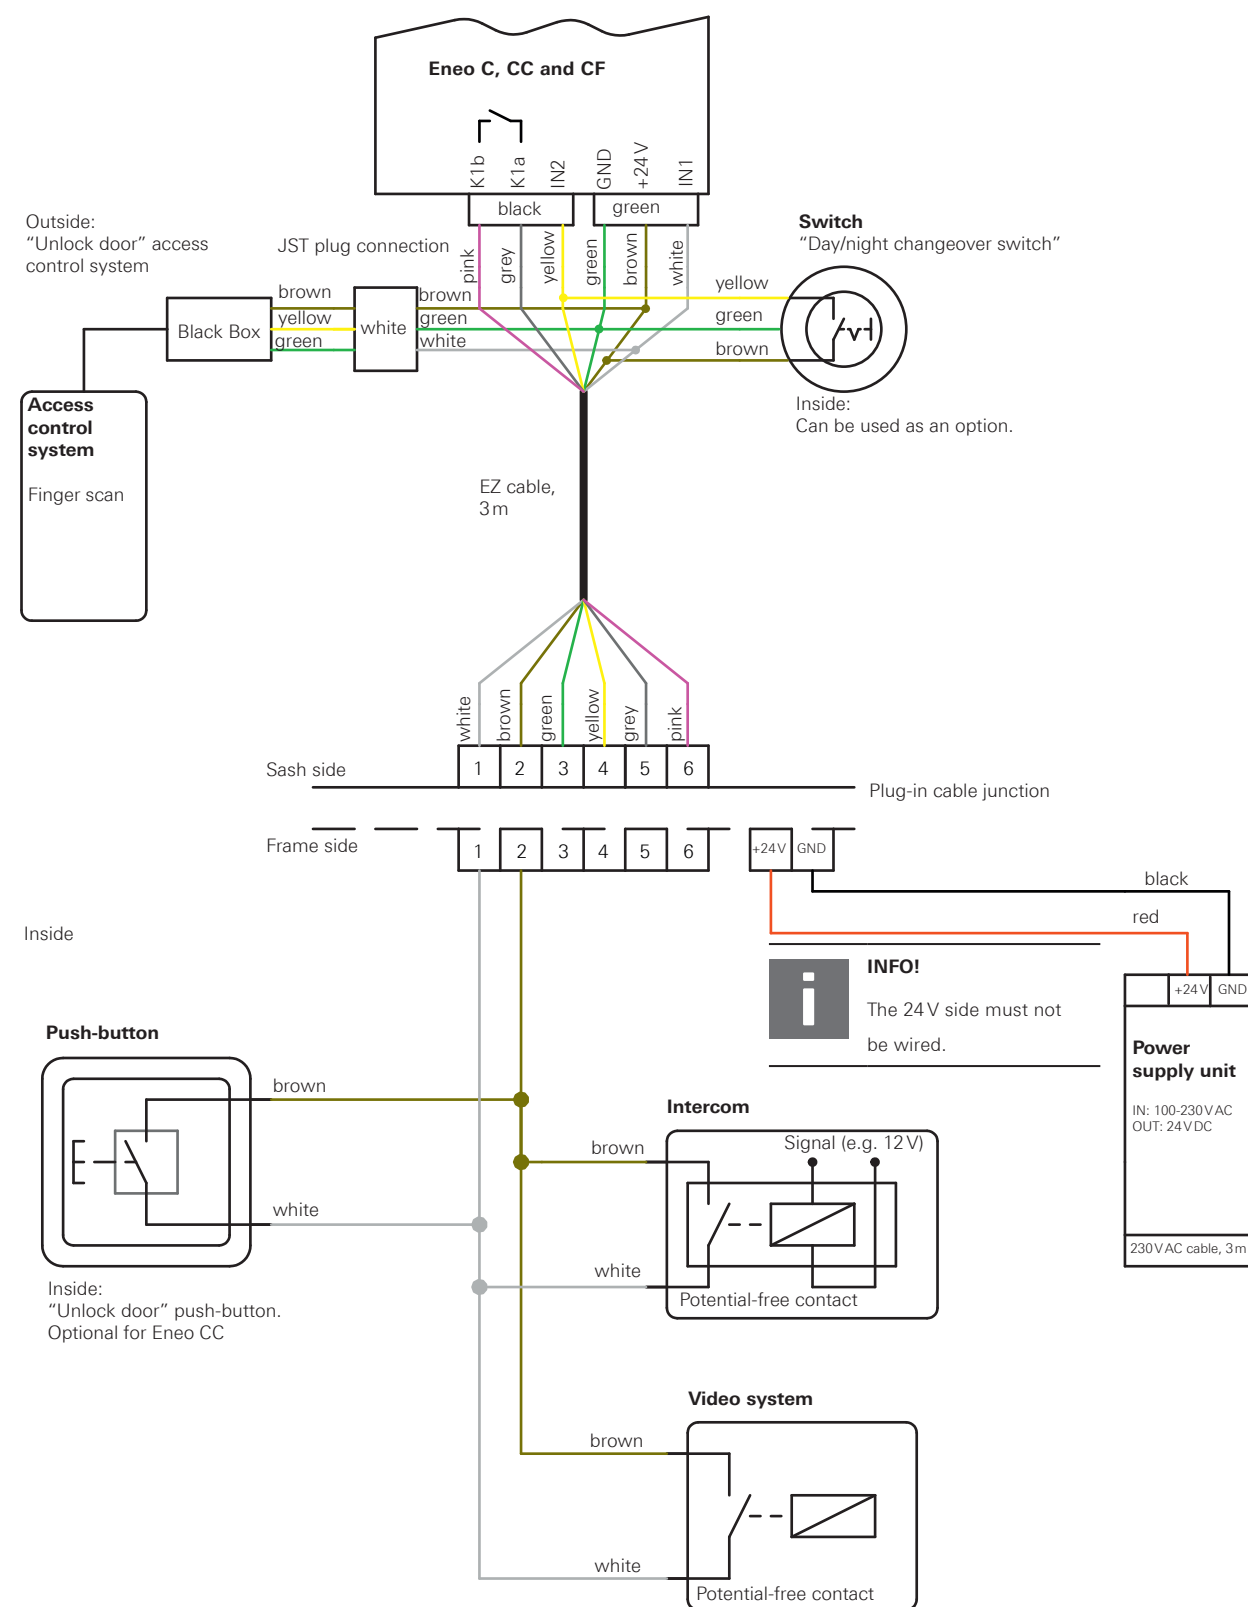 Eneo C, CC and CF
K1b
K1a
IN2
GND
+24 V
IN1
black
green
Outside:
“Unlock door” access
control system
JST plug connection
pink
grey
yellow
green
brown
white
Switch
“Day/night changeover switch”
brown
yellow
green
Black Box
white
brown
green
white
yellow
green
brown
Inside:
Can be used as an option.
Access
control
system
Finger scan
EZ cable,
3 m
white
brown
green
yellow
grey
pink
Sash side
1 2 3 4 5 6
Plug-in cable junction
Frame side
1 2 3 4 5 6
+24 V GND
black
red
Inside
INFO!
The 24 V side must not
be wired.
+24 V GND
Power
supply unit
IN: 100-230 V AC
OUT: 24 V DC
230 V AC cable, 3 m
Push-button
brown
white
Inside:
“Unlock door” push-button.
Optional for Eneo CC
Intercom
brown
Signal (e.g. 12 V)
white
Potential-free contact
Video system
brown
white
Potential-free contact